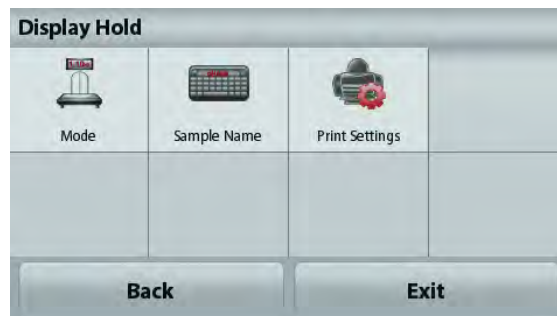 Display Hold
Mode
Sample Name
Print Settings
Back
Exit